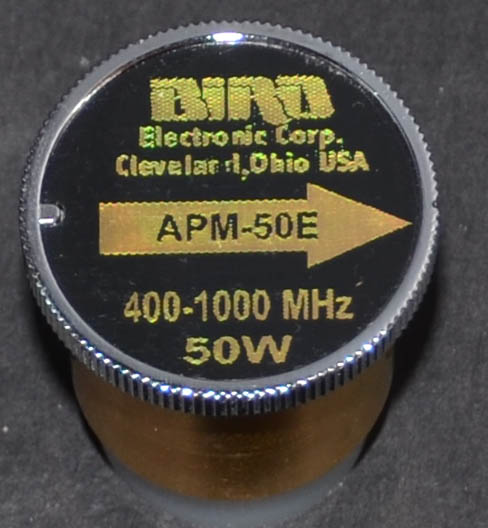 BIRD
Electronic Corp.
Cleveland, Ohio USA
APM-50E
400-1000 MHz
50W